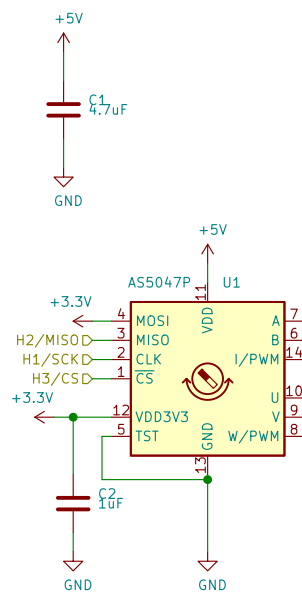 +5V
C1
4.7uF
GND
+5V
AS5047P U1
11
VDD
+3.3V
4 MOSI A 7
H2/MISO 3 MISO B 6
H1/SCK 2 CLK I/PWM 14
H3/CS 1 CS
U 10
+3.3V
12 VDD3V3 V 9
5 TST W/PWM 8
GND
13
C2
1uF
GND
GND